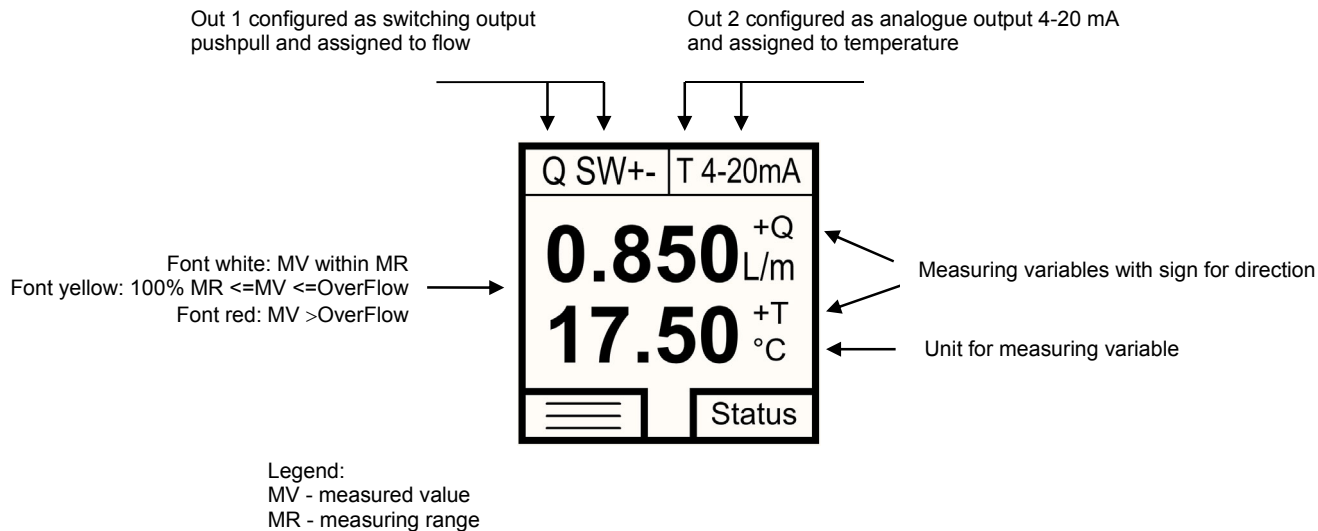 Out 1 configured as switching output
pushpull and assigned to flow
Out 2 configured as analogue output 4-20 mA
and assigned to temperature
Q SW+-
T 4-20mA
0.850 +Q
L/m
17.50 +T
°C
Status
Font white: MV within MR
Font yellow: 100% MR <=MV <=OverFlow
Font red: MV >OverFlow
Measuring variables with sign for direction
Unit for measuring variable
Legend:
MV - measured value
MR - measuring range